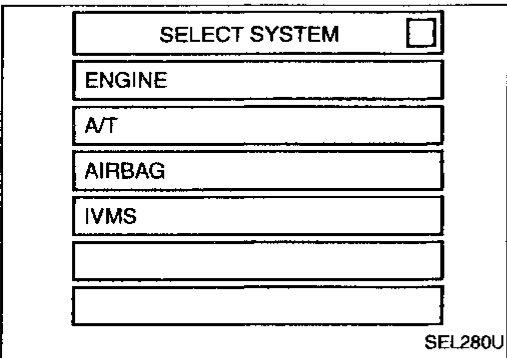 SELECT SYSTEM
ENGINE
A/T
AIRBAG
IVMS
SEL280U